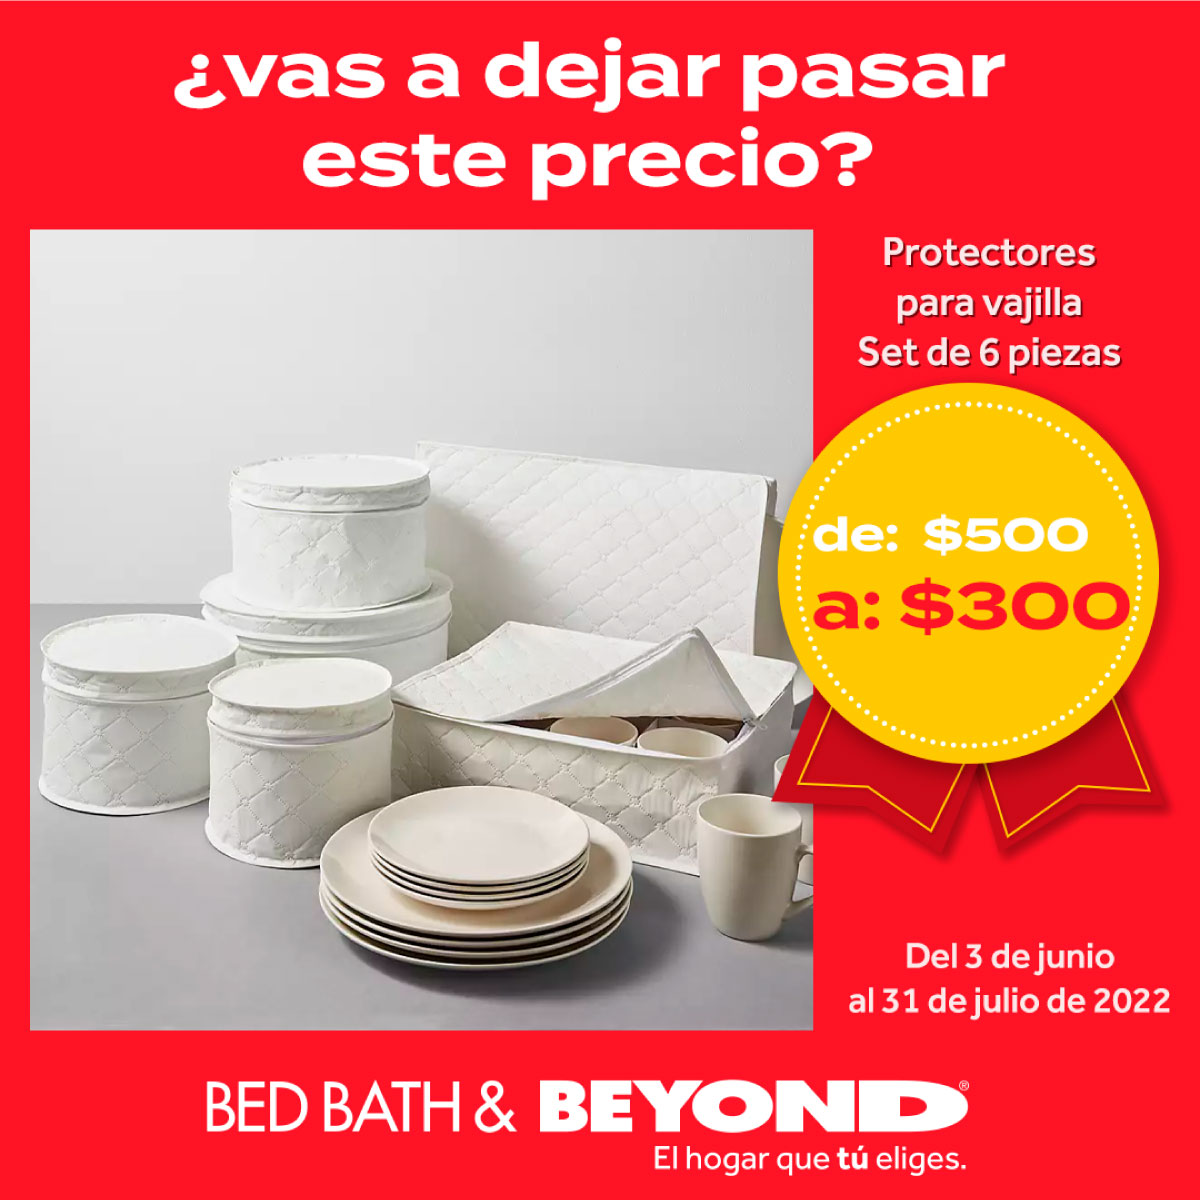 ¿vas a dejar pasar
este precio?
Protectores
para vajilla
Set de 6 piezas
de: $500
a: $300
Del 3 de junio
al 31 de julio de 2022
BED BATH & BEYOND®
El hogar que tú eliges.